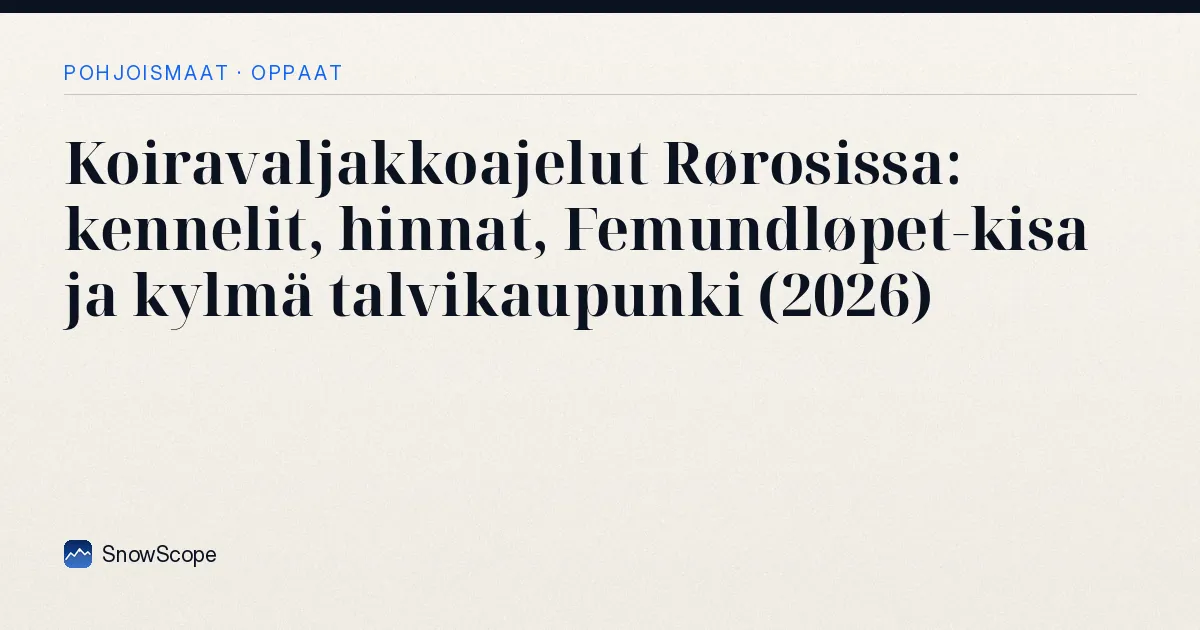 POHJOISMAAT · OPPAAT
Koiravaljakkoajelut Rørosissa:
kennelit, hinnat, Femundløpet-kisa
ja kylmä talvikaupunki (2026)
SnowScope